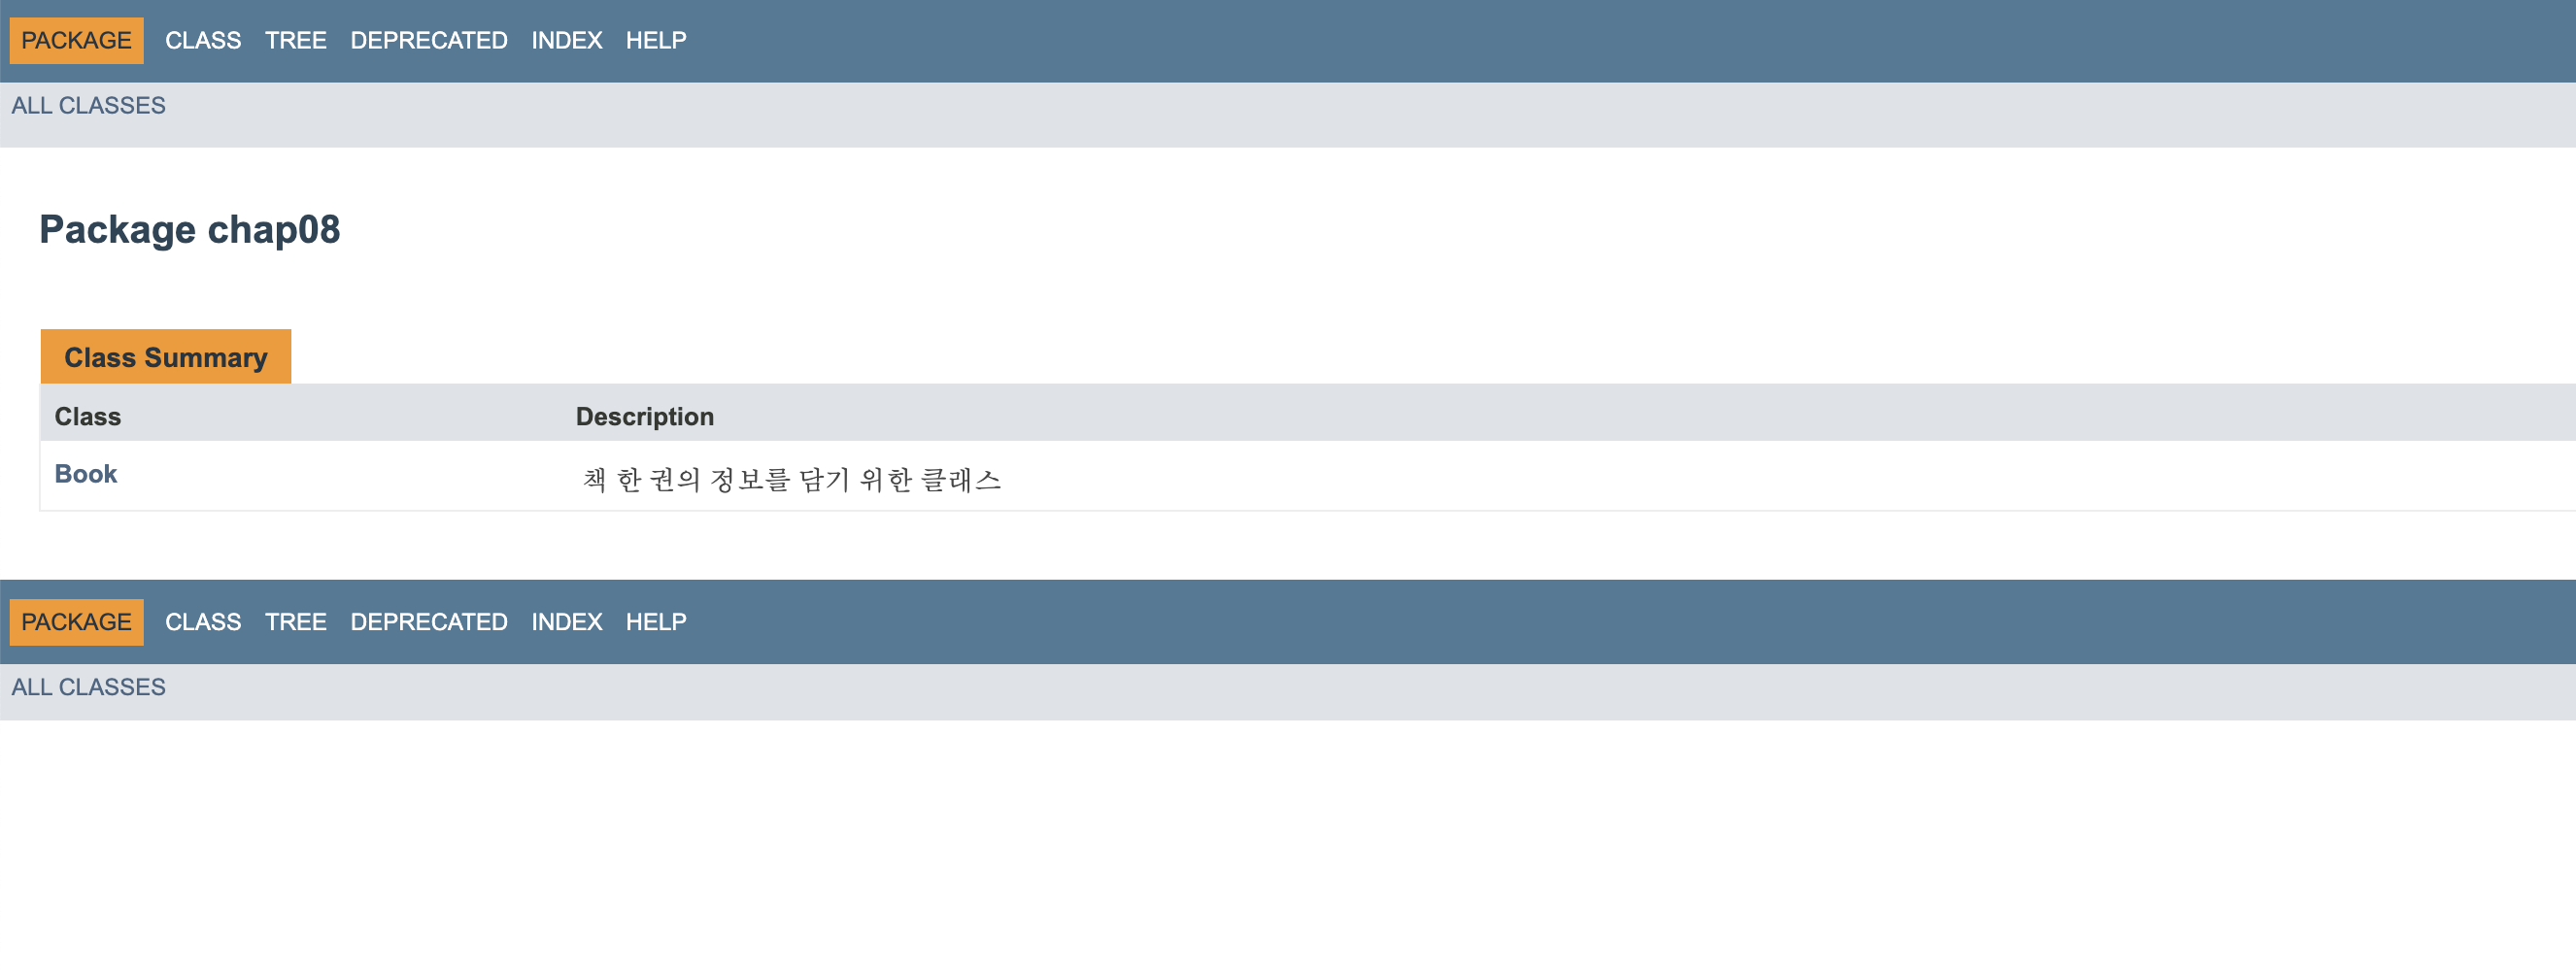 PACKAGE CLASS TREE DEPRECATED INDEX HELP
ALL CLASSES
Package chap08
Class Summary
Class Description
Book 책 한 권의 정보를 담기 위한 클래스
PACKAGE CLASS TREE DEPRECATED INDEX HELP
ALL CLASSES